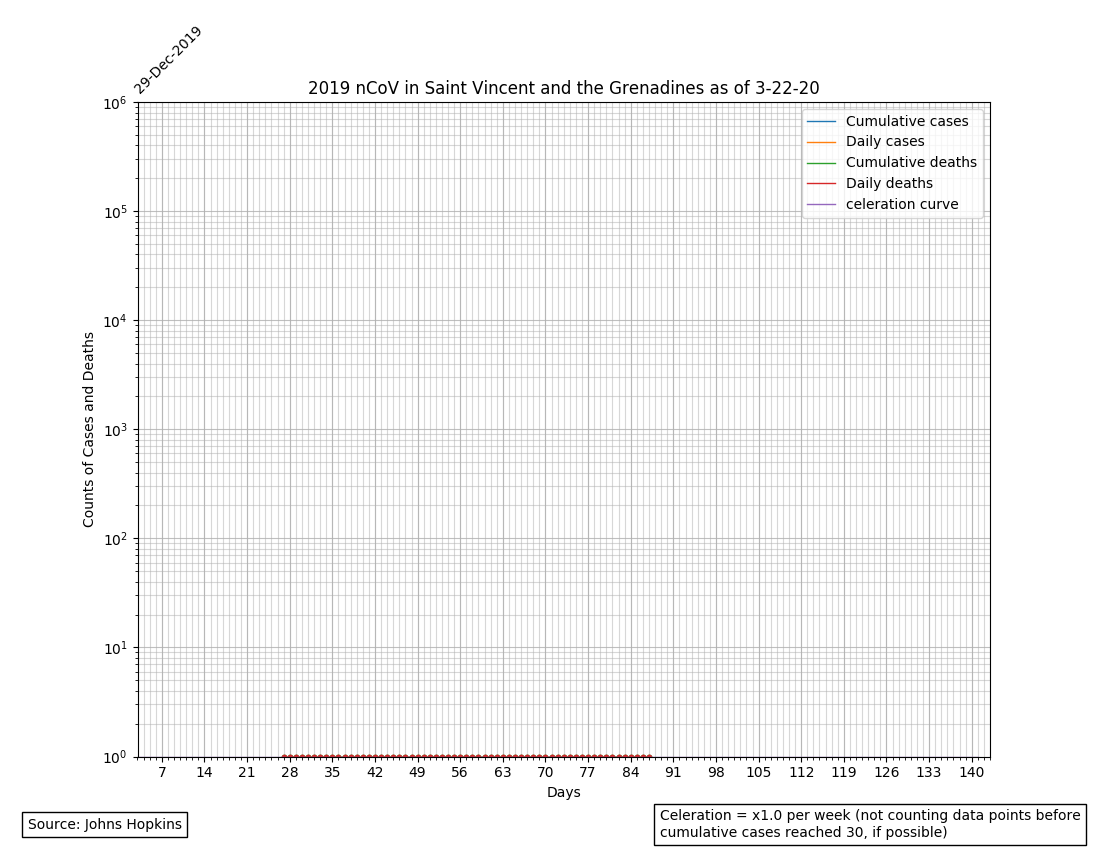 29-Dec-2019
2019 nCoV in Saint Vincent and the Grenadines as of 3-22-20
Cumulative cases
Daily cases
Cumulative deaths
Daily deaths
celeration curve
10^6
10^5
10^4
10^3
10^2
10^1
10^0
Counts of Cases and Deaths
7 14 21 28 35 42 49 56 63 70 77 84 91 98 105 112 119 126 133 140
Days
Source: Johns Hopkins
Celeration = x1.0 per week (not counting data points before
cumulative cases reached 30, if possible)